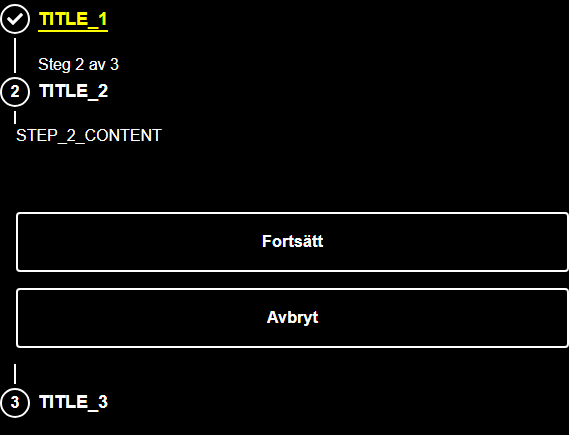 TITLE_1
Steg 2 av 3
2 TITLE_2
STEP_2_CONTENT
Fortsätt
Avbryt
3 TITLE_3